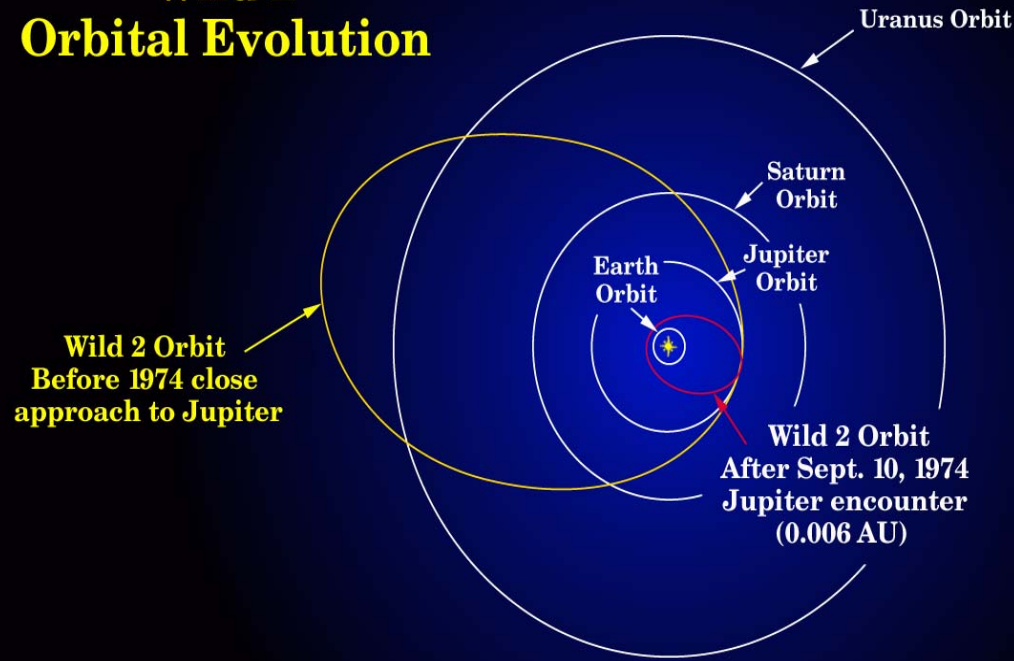 Orbital Evolution
Uranus Orbit
Saturn
Orbit
Jupiter
Orbit
Earth
Orbit
Wild 2 Orbit
Before 1974 close
approach to Jupiter
Wild 2 Orbit
After Sept. 10, 1974
Jupiter encounter
(0.006 AU)